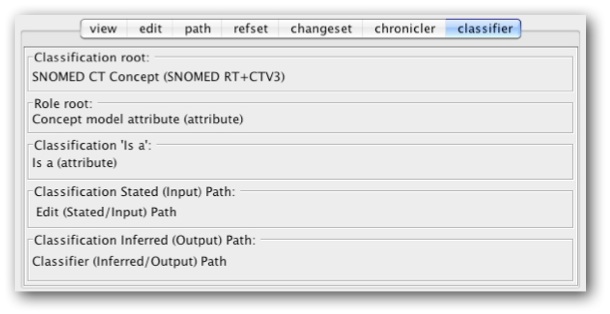 view edit path refset changeset chronicler classifier
Classification root:
SNOMED CT Concept (SNOMED RT+CTV3)
Role root:
Concept model attribute (attribute)
Classification 'Is a':
Is a (attribute)
Classification Stated (Input) Path:
Edit (Stated/Input) Path
Classification Inferred (Output) Path:
Classifier (Inferred/Output) Path